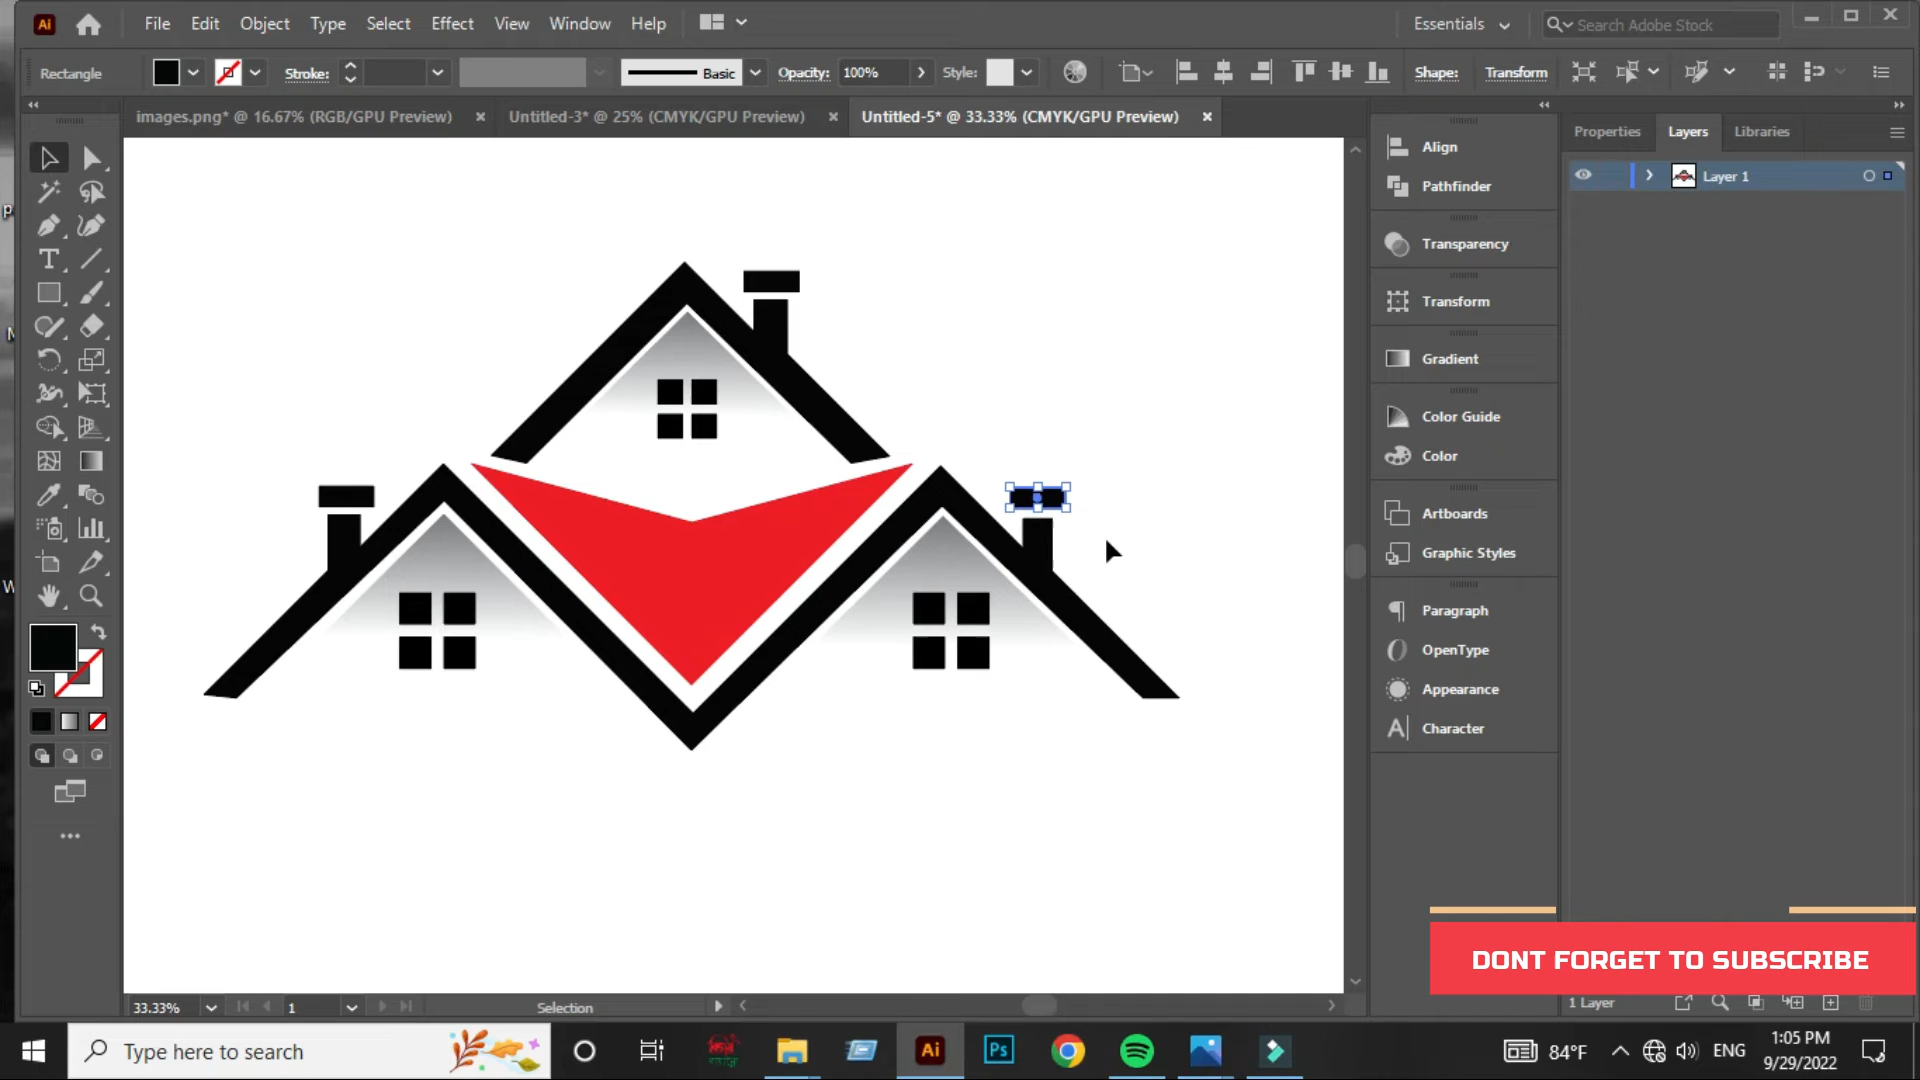 Ai File Edit Object Type Select Effect View Window Help Essentials Search Adobe Stock
Rectangle Stroke: Basic Opacity: 100% Style: Shape: Transform
images.png* @ 16.67% (RGB/GPU Preview) Untitled-3* @ 25% (CMYK/GPU Preview) Untitled-5* @ 33.33% (CMYK/GPU Preview)
Properties Layers Libraries
Align
Layer 1
Pathfinder
Transparency
Transform
Gradient
Color Guide
Color
Artboards
Graphic Styles
Paragraph
OpenType
Appearance
Character
DONT FORGET TO SUBSCRIBE
33.33% 1 Selection
1 Layer
Type here to search
Ai
Ps
84°F
ENG
1:05 PM
9/29/2022